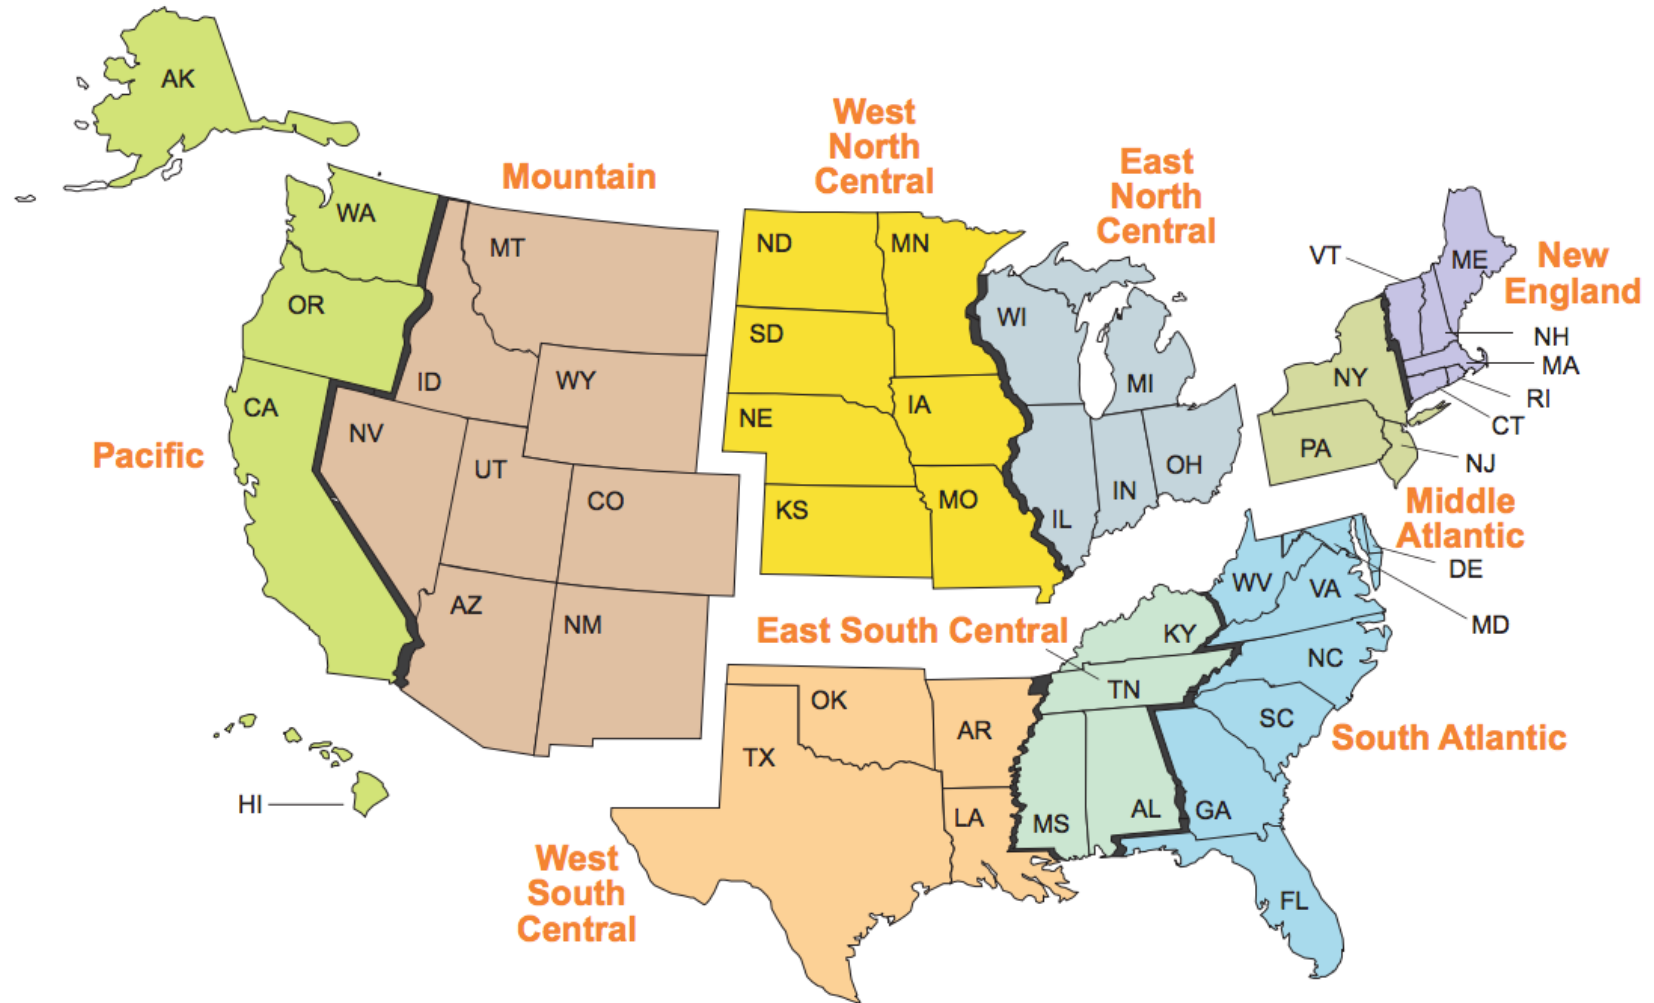 AK
West
North
Central
East
North
Central
Mountain
WA
MT
ND
MN
VT
ME
New
England
OR
WI
SD
NH
MA
ID
WY
MI
NY
RI
CA
IA
NE
CT
NV
Pacific
PA
NJ
UT
OH
CO
KS
MO
IN
Middle
Atlantic
IL
DE
WV
VA
AZ
NM
MD
East South Central
KY
NC
TN
OK
SC
AR
South Atlantic
TX
HI
LA
MS
AL
GA
West
South
Central
FL